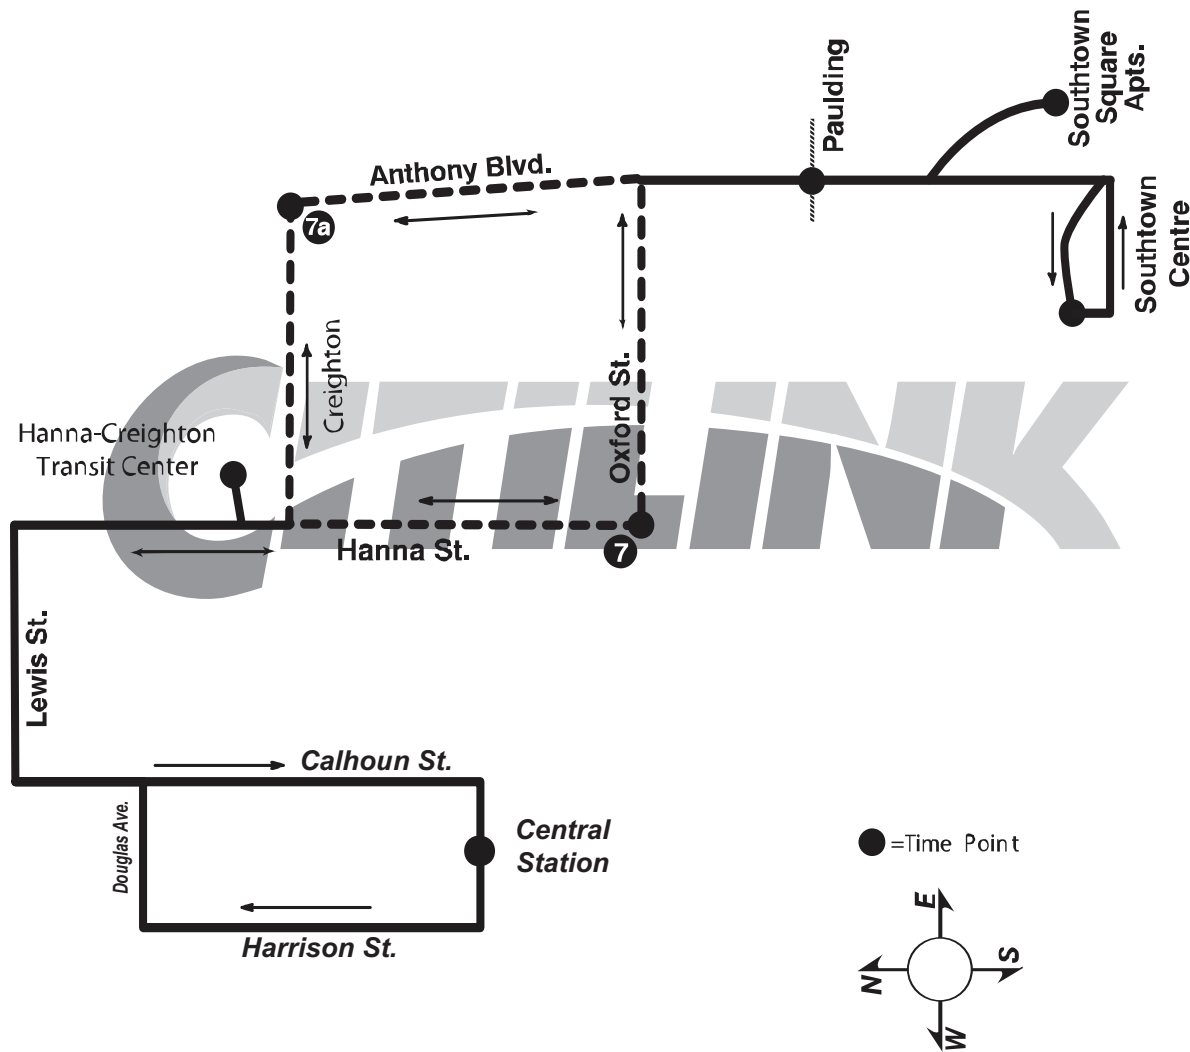 Southtown
Square
Apts.
Paulding
Anthony Blvd.
7a
Southtown
Centre
Creighton
Oxford St.
CITILINK
Hanna-Creighton
Transit Center
Hanna St.
7
Lewis St.
Calhoun St.
Douglas Ave.
Central
Station
Harrison St.
=Time Point
E
N
S
W